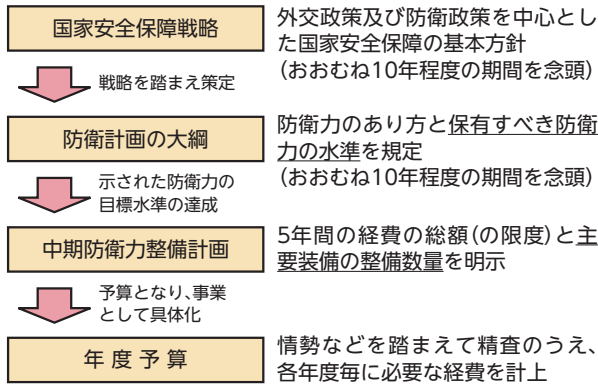 国家安全保障戦略
外交政策及び防衛政策を中心とし
た国家安全保障の基本方針
（おおむね10年程度の期間を念頭）
戦略を踏まえ策定
防衛計画の大綱
防衛力のあり方と保有すべき防衛
力の水準を規定
（おおむね10年程度の期間を念頭）
示された防衛力の
目標水準の達成
中期防衛力整備計画
5年間の経費の総額（の限度）と主
要装備の整備数量を明示
予算となり、事業
として具体化
年度予算
情勢などを踏まえて精査のうえ、
各年度毎に必要な経費を計上